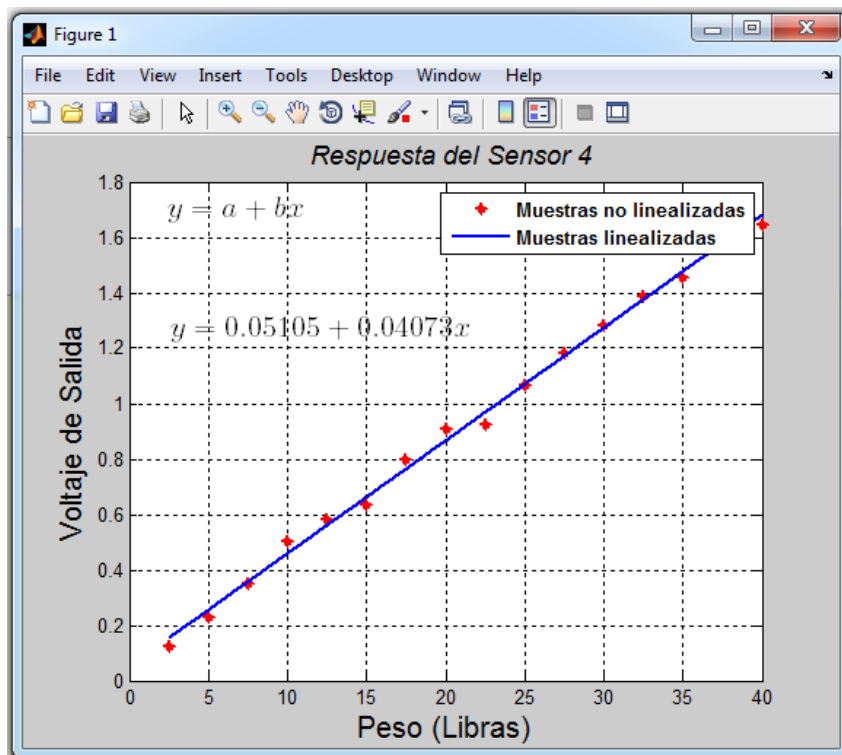 Figure 1
File Edit View Insert Tools Desktop Window Help
Respuesta del Sensor 4
y = a + bx
y = 0.05105 + 0.04073x
Muestras no linealizadas
Muestras linealizadas
Voltaje de Salida
1.8
1.6
1.4
1.2
1
0.8
0.6
0.4
0.2
0
0 5 10 15 20 25 30 35 40
Peso (Libras)